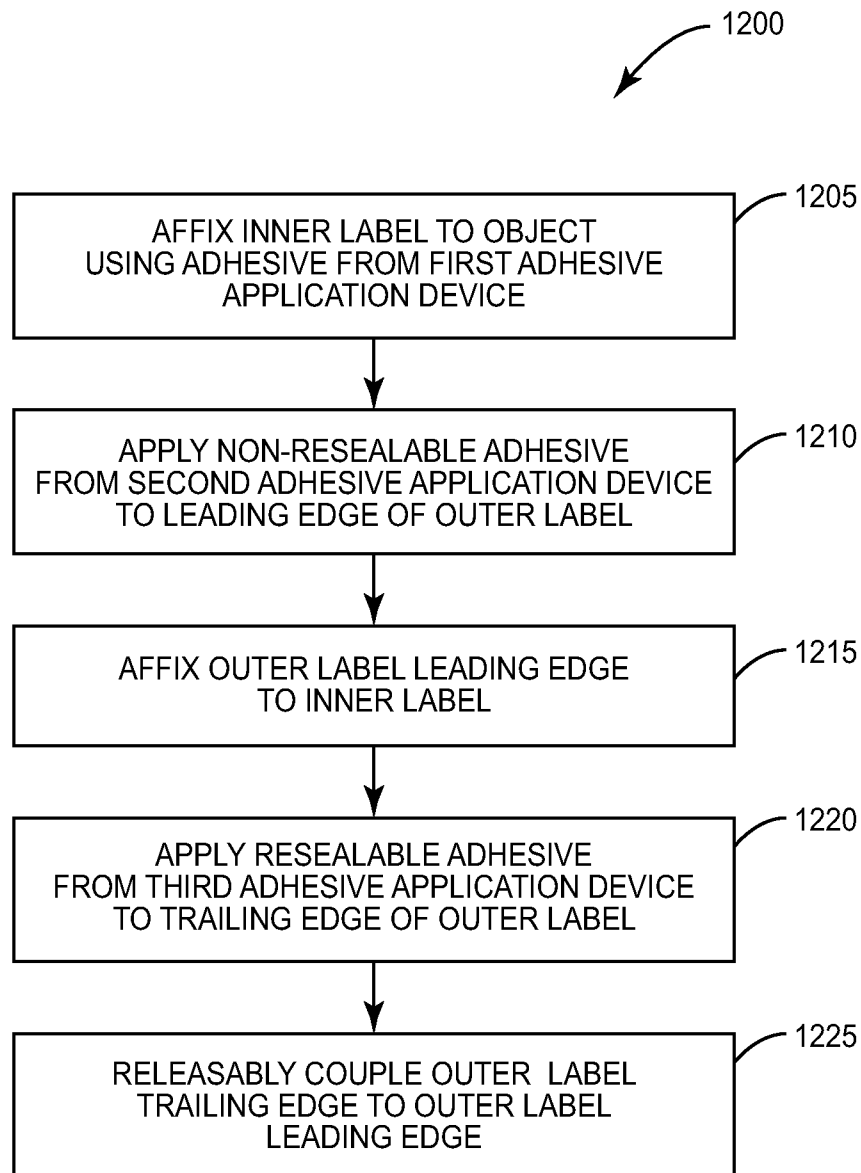 1200
1205
AFFIX INNER LABEL TO OBJECT
USING ADHESIVE FROM FIRST ADHESIVE
APPLICATION DEVICE
1210
APPLY NON-RESEALABLE ADHESIVE
FROM SECOND ADHESIVE APPLICATION DEVICE
TO LEADING EDGE OF OUTER LABEL
1215
AFFIX OUTER LABEL LEADING EDGE
TO INNER LABEL
1220
APPLY RESEALABLE ADHESIVE
FROM THIRD ADHESIVE APPLICATION DEVICE
TO TRAILING EDGE OF OUTER LABEL
1225
RELEASABLY COUPLE OUTER LABEL
TRAILING EDGE TO OUTER LABEL
LEADING EDGE